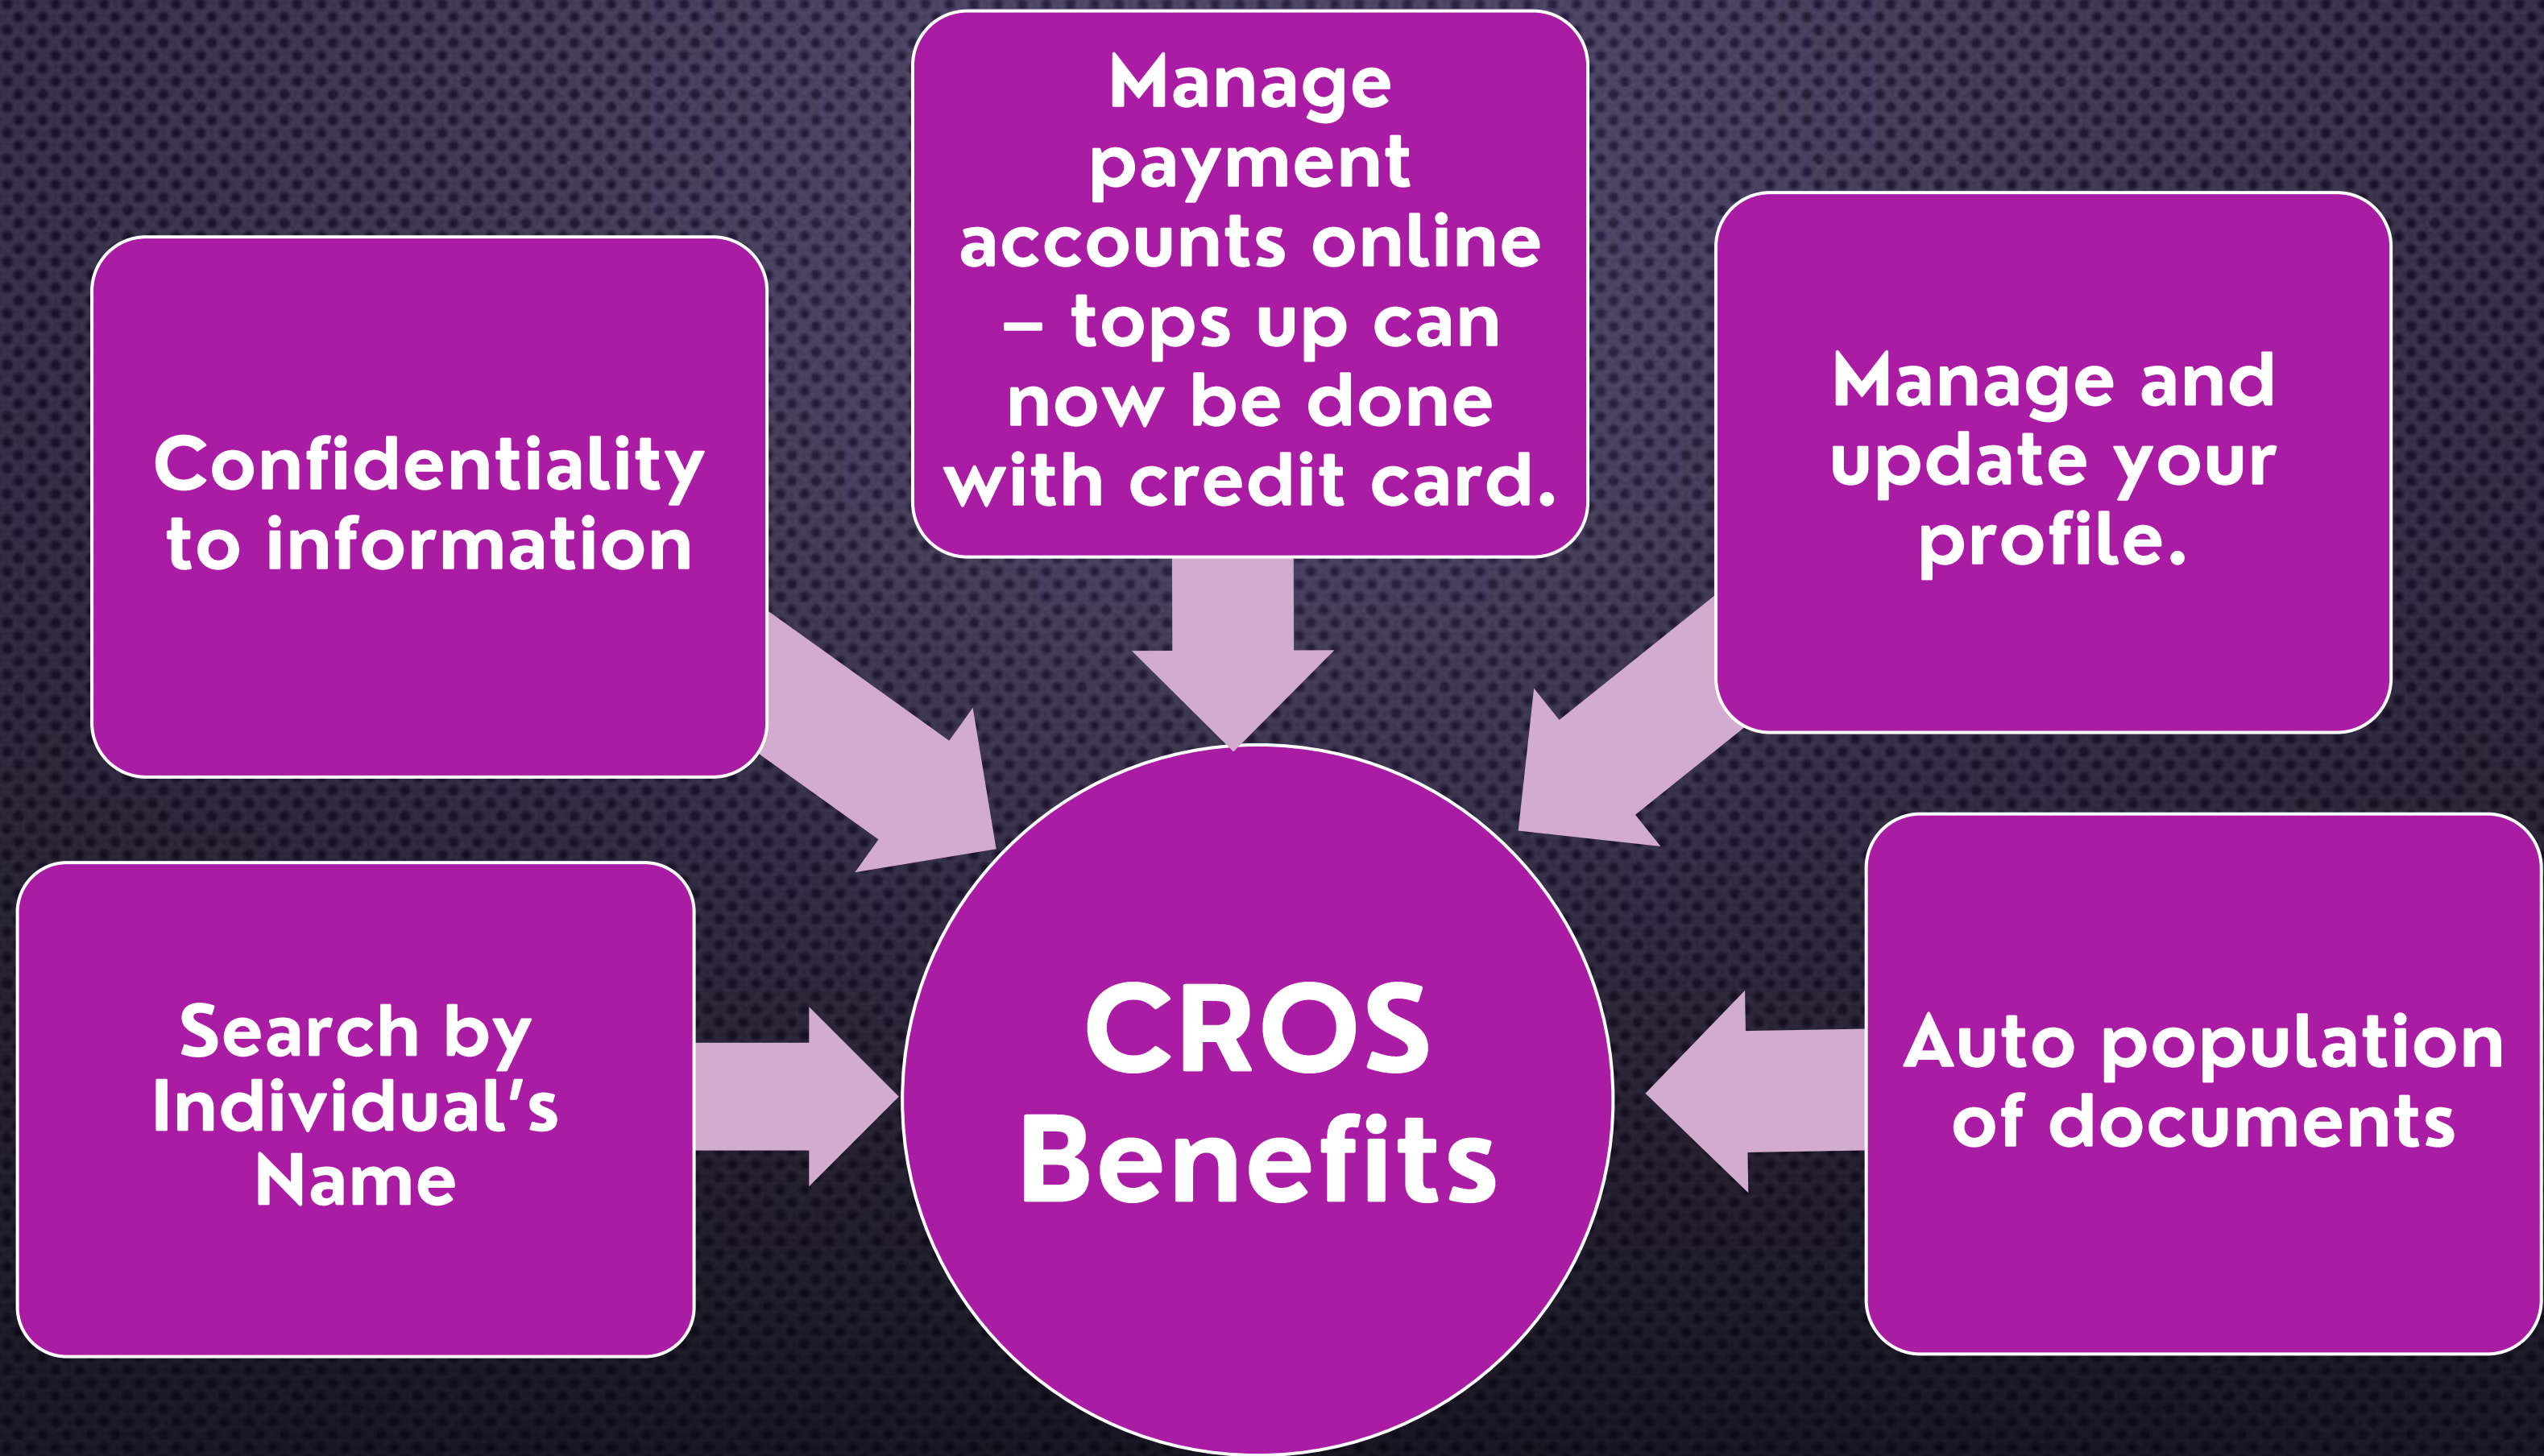 Manage
payment
accounts online
– tops up can
now be done
with credit card.
Confidentiality
to information
Manage and
update your
profile.
Search by
Individual’s
Name
CROS
Benefits
Auto population
of documents